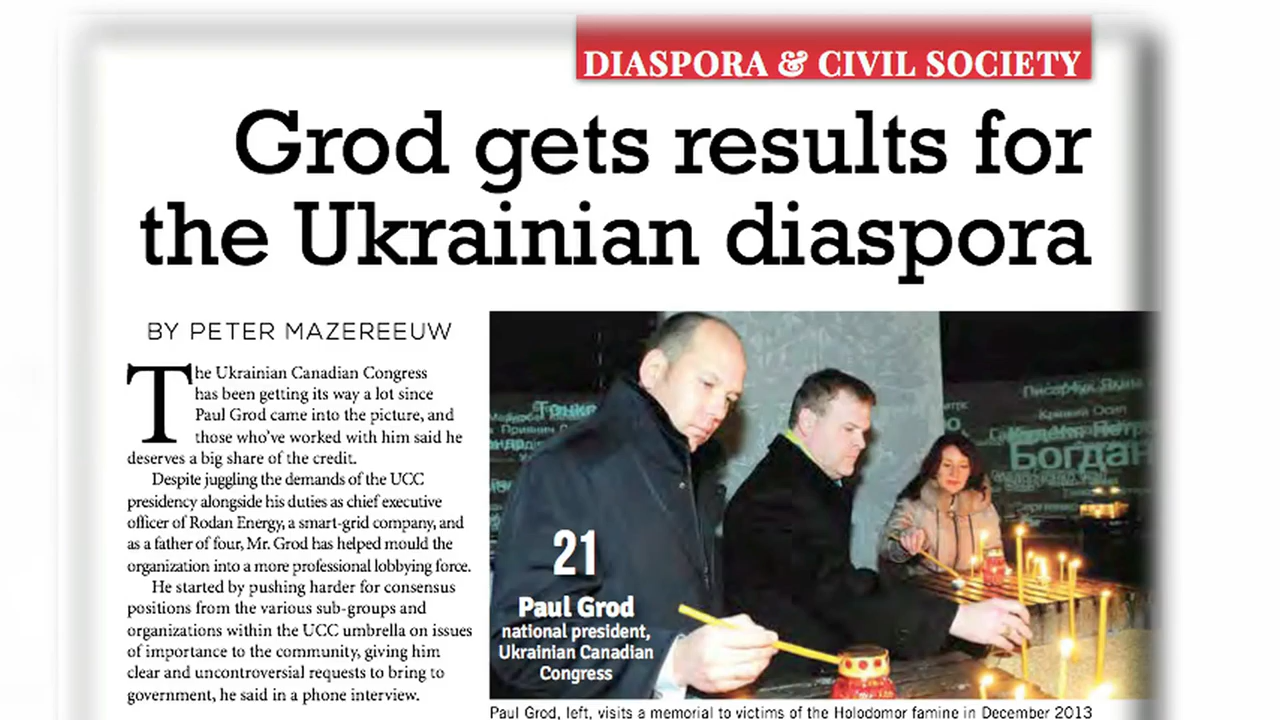 DIASPORA & CIVIL SOCIETY
Grod gets results for
the Ukrainian diaspora
BY PETER MAZEREEUW
The Ukrainian Canadian Congress
has been getting its way a lot since
Paul Grod came into the picture, and
those who've worked with him said he
deserves a big share of the credit.
Despite juggling the demands of the UCC
presidency alongside his duties as chief executive
officer of Rodan Energy, a smart-grid company, and
as a father of four, Mr. Grod has helped mould the
organization into a more professional lobbying force.
He started by pushing harder for consensus
positions from the various sub-groups and
organizations within the UCC umbrella on issues
of importance to the community, giving him
clear and uncontroversial requests to bring to
government, he said in a phone interview.
Богдан
21
Paul Grod
national president,
Ukrainian Canadian
Congress
Paul Grod, left, visits a memorial to victims of the Holodomor famine in December 2013